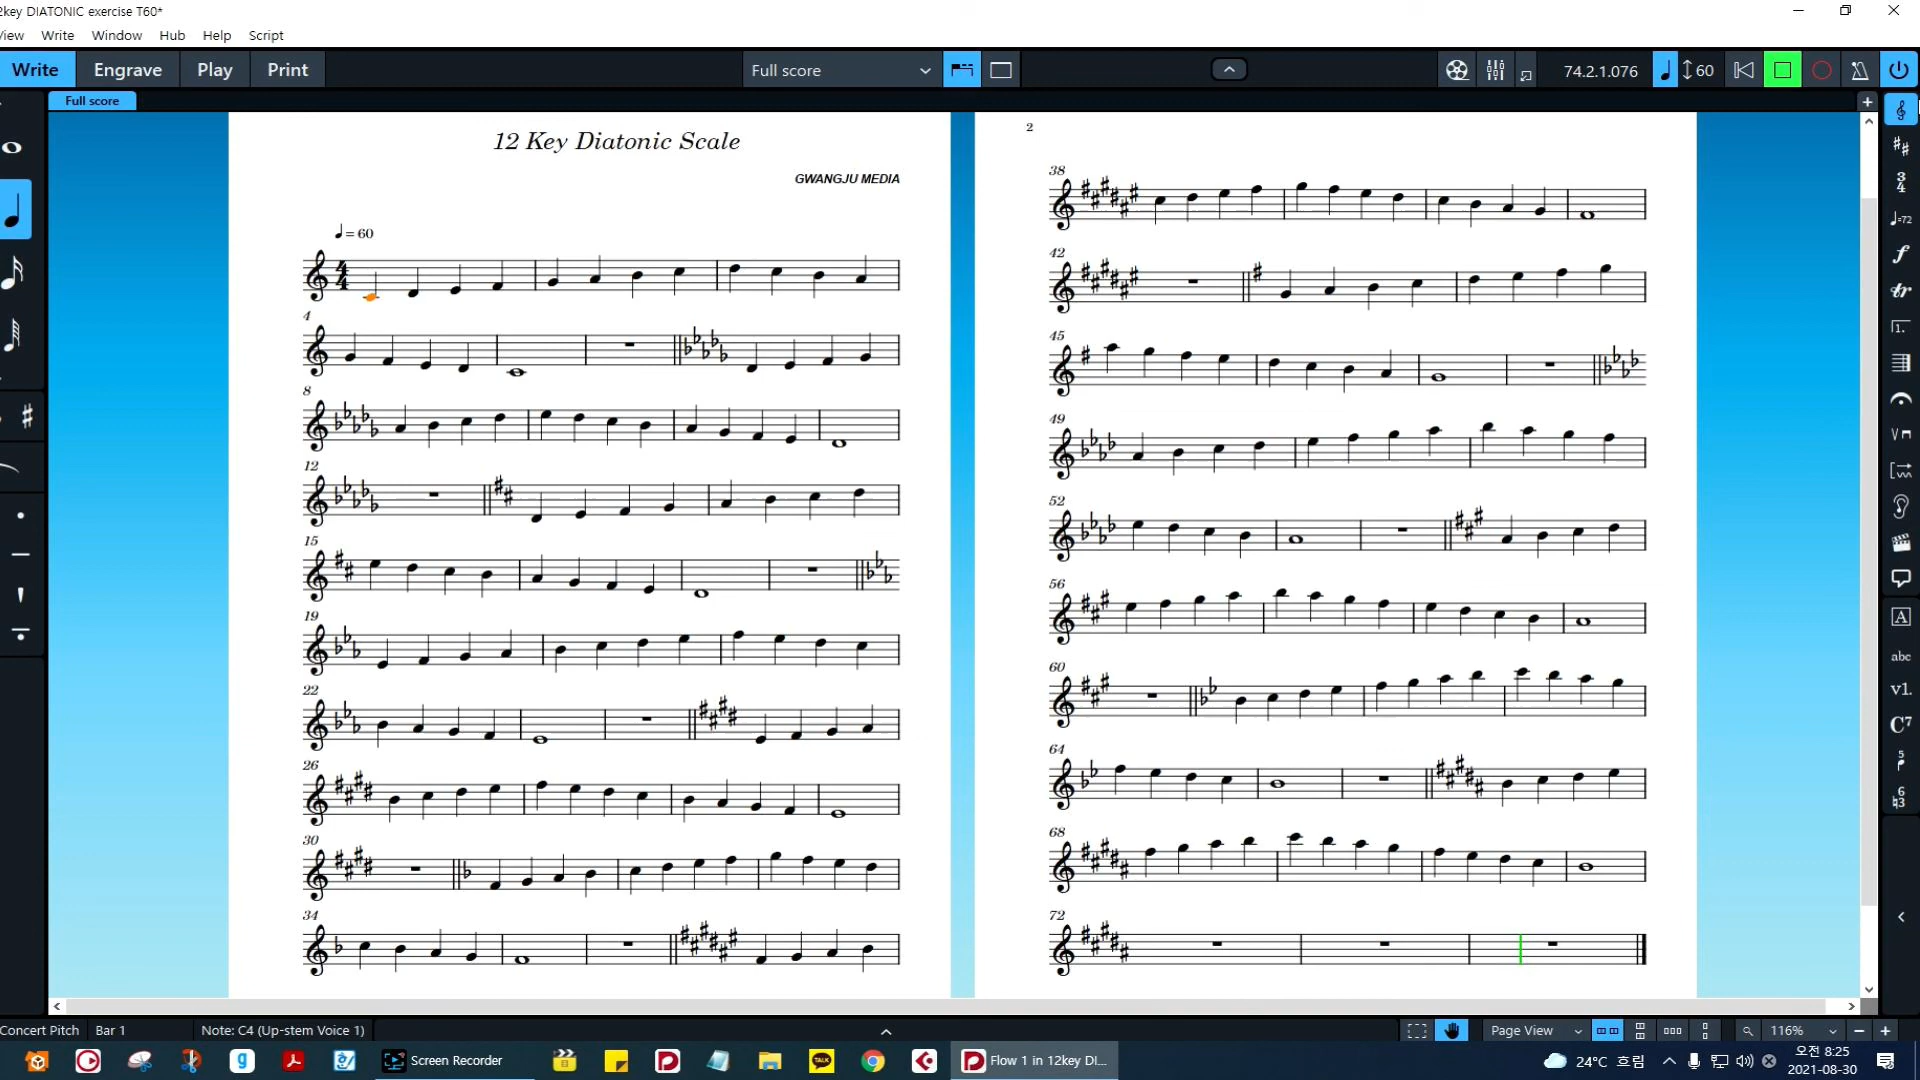 2key DIATONIC exercise T60*
View Write Window Hub Help Script
Write Engrave Play Print Full score 74.2.1.076 60
Full score
12 Key Diatonic Scale
GWANGJU MEDIA
= 60
4
8
12
15
19
22
26
30
34
2
38
42
45
49
52
56
60
64
68
72
abc
v1.
C7
Concert Pitch Bar 1 Note: C4 (Up-stem Voice 1) Page View 116%
Screen Recorder Flow 1 in 12key DI... 24°C 흐림 오전 8:25
2021-08-30